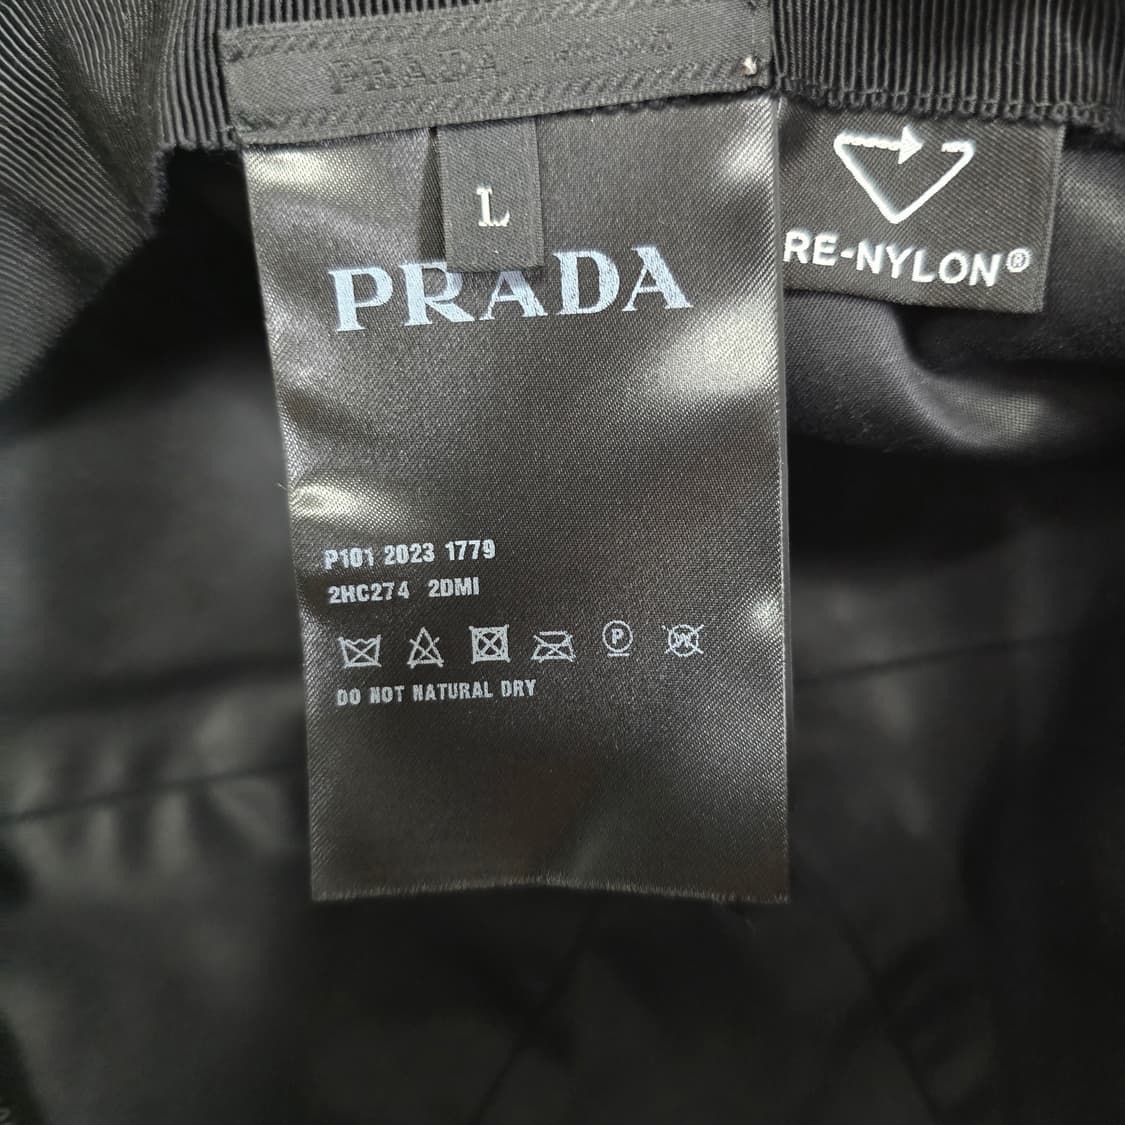 PRADA
L
PRADA
RE-NYLON®
P101 2023 1779
2HC274 2DMI
P
W
DO NOT NATURAL DRY